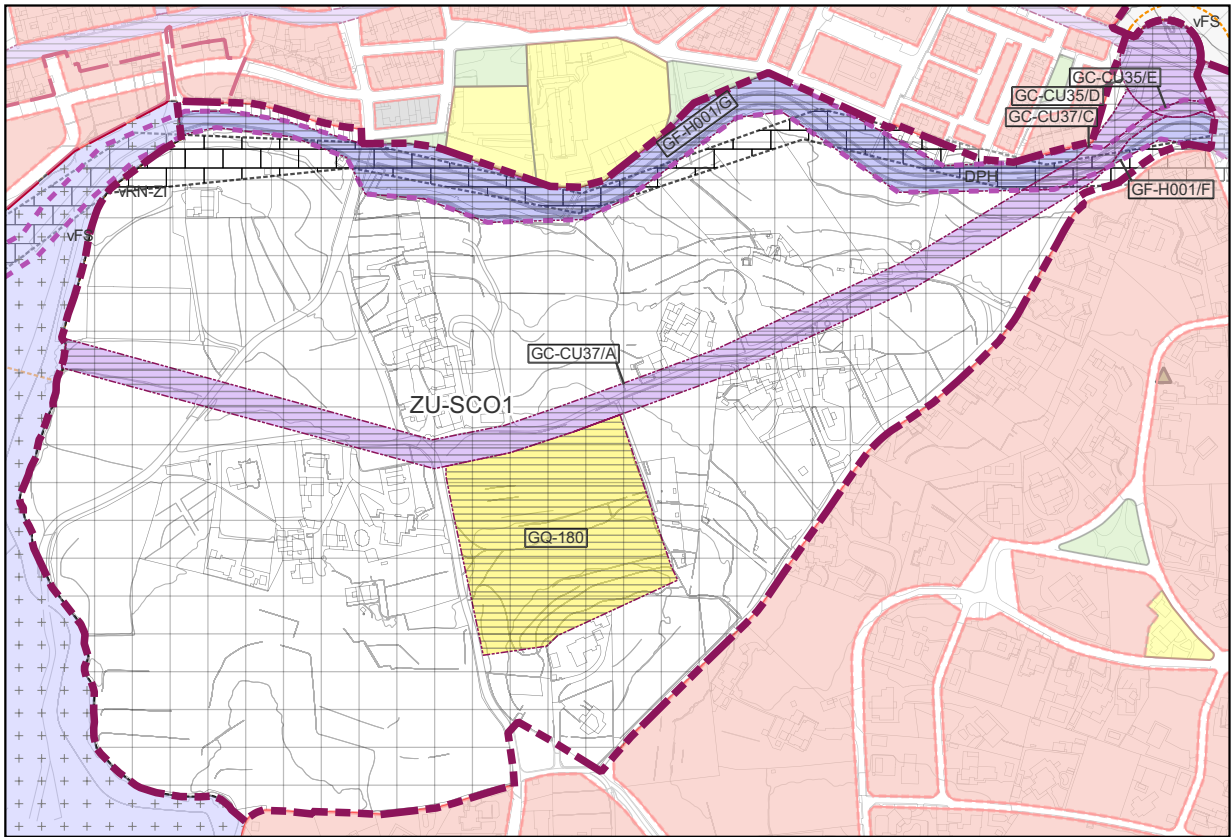 vFS
GC-CU35/E
GC-CU35/D
GC-CU37/C
GF-H001/G
DPH
GF-H001/F
vRN-ZI
vFS
GC-CU37/A
ZU-SCO1
GQ-180